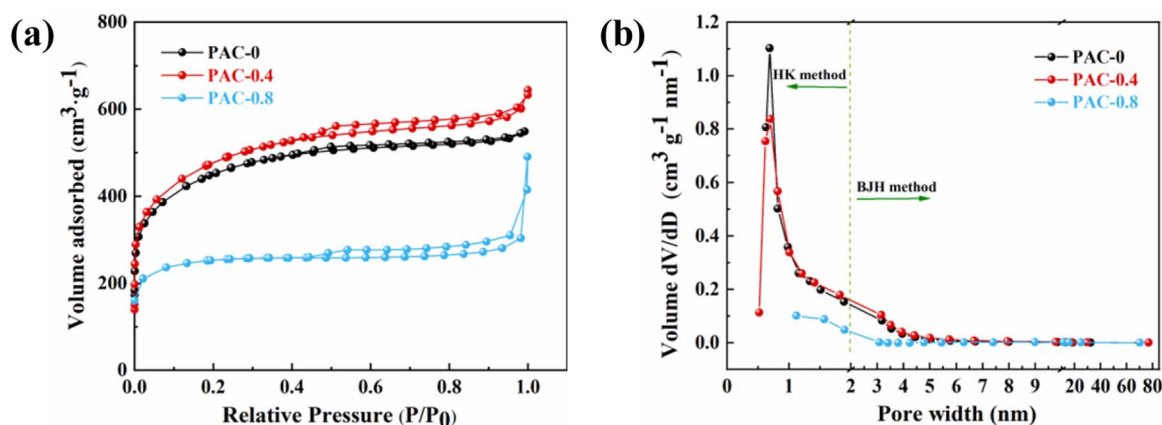 (a)
800
600
400
200
0
0.0 0.2 0.4 0.6 0.8 1.0
Volume adsorbed (cm³·g⁻¹)
Relative Pressure (P/P₀)
PAC-0
PAC-0.4
PAC-0.8
(b)
1.2
1.0
0.8
0.6
0.4
0.2
0.0
0 1 2 3 4 5 6 7 8 9 20 40 60 80
Volume dV/dD (cm³ g⁻¹ nm⁻¹)
Pore width (nm)
HK method
BJH method
PAC-0
PAC-0.4
PAC-0.8